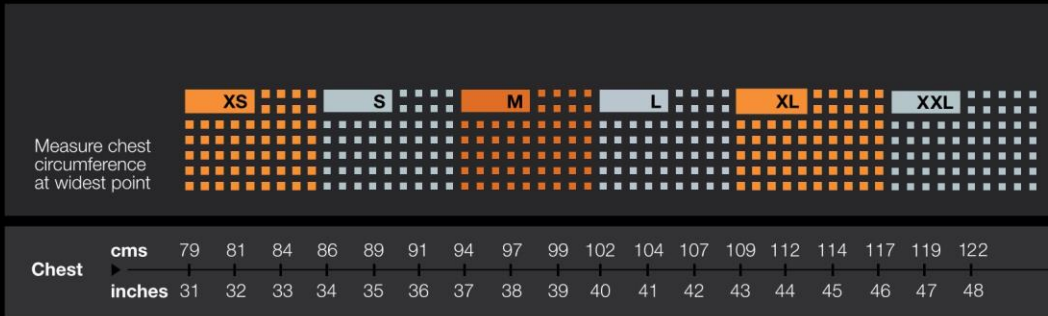 XS S M L XL XXL
Measure chest
circumference
at widest point
cms 79 81 84 86 89 91 94 97 99 102 104 107 109 112 114 117 119 122
Chest
inches 31 32 33 34 35 36 37 38 39 40 41 42 43 44 45 46 47 48